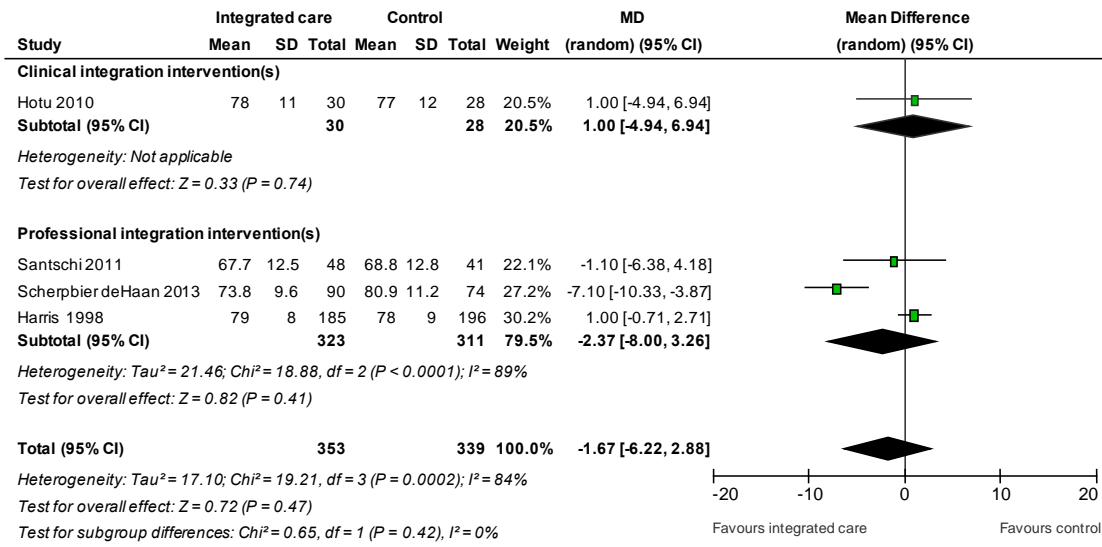 Integrated care Control MD Mean Difference
Study Mean SD Total Mean SD Total Weight (random) (95% CI) (random) (95% CI)
Clinical integration intervention(s)
Hotu 2010 78 11 30 77 12 28 20.5% 1.00 [-4.94, 6.94]
Subtotal (95% CI) 30 28 20.5% 1.00 [-4.94, 6.94]
Heterogeneity: Not applicable
Test for overall effect: Z = 0.33 (P = 0.74)
Professional integration intervention(s)
Santschi 2011 67.7 12.5 48 68.8 12.8 41 22.1% -1.10 [-6.38, 4.18]
Scherpbier deHaan 2013 73.8 9.6 90 80.9 11.2 74 27.2% -7.10 [-10.33, -3.87]
Harris 1998 79 8 185 78 9 196 30.2% 1.00 [-0.71, 2.71]
Subtotal (95% CI) 323 311 79.5% -2.37 [-8.00, 3.26]
Heterogeneity: Tau² = 21.46; Chi² = 18.88, df = 2 (P < 0.0001); I² = 89%
Test for overall effect: Z = 0.82 (P = 0.41)
Total (95% CI) 353 339 100.0% -1.67 [-6.22, 2.88]
Heterogeneity: Tau² = 17.10; Chi² = 19.21, df = 3 (P = 0.0002); I² = 84%
-20 -10 0 10 20
Test for overall effect: Z = 0.72 (P = 0.47)
Test for subgroup differences: Chi² = 0.65, df = 1 (P = 0.42), I² = 0%
Favours integrated care Favours control